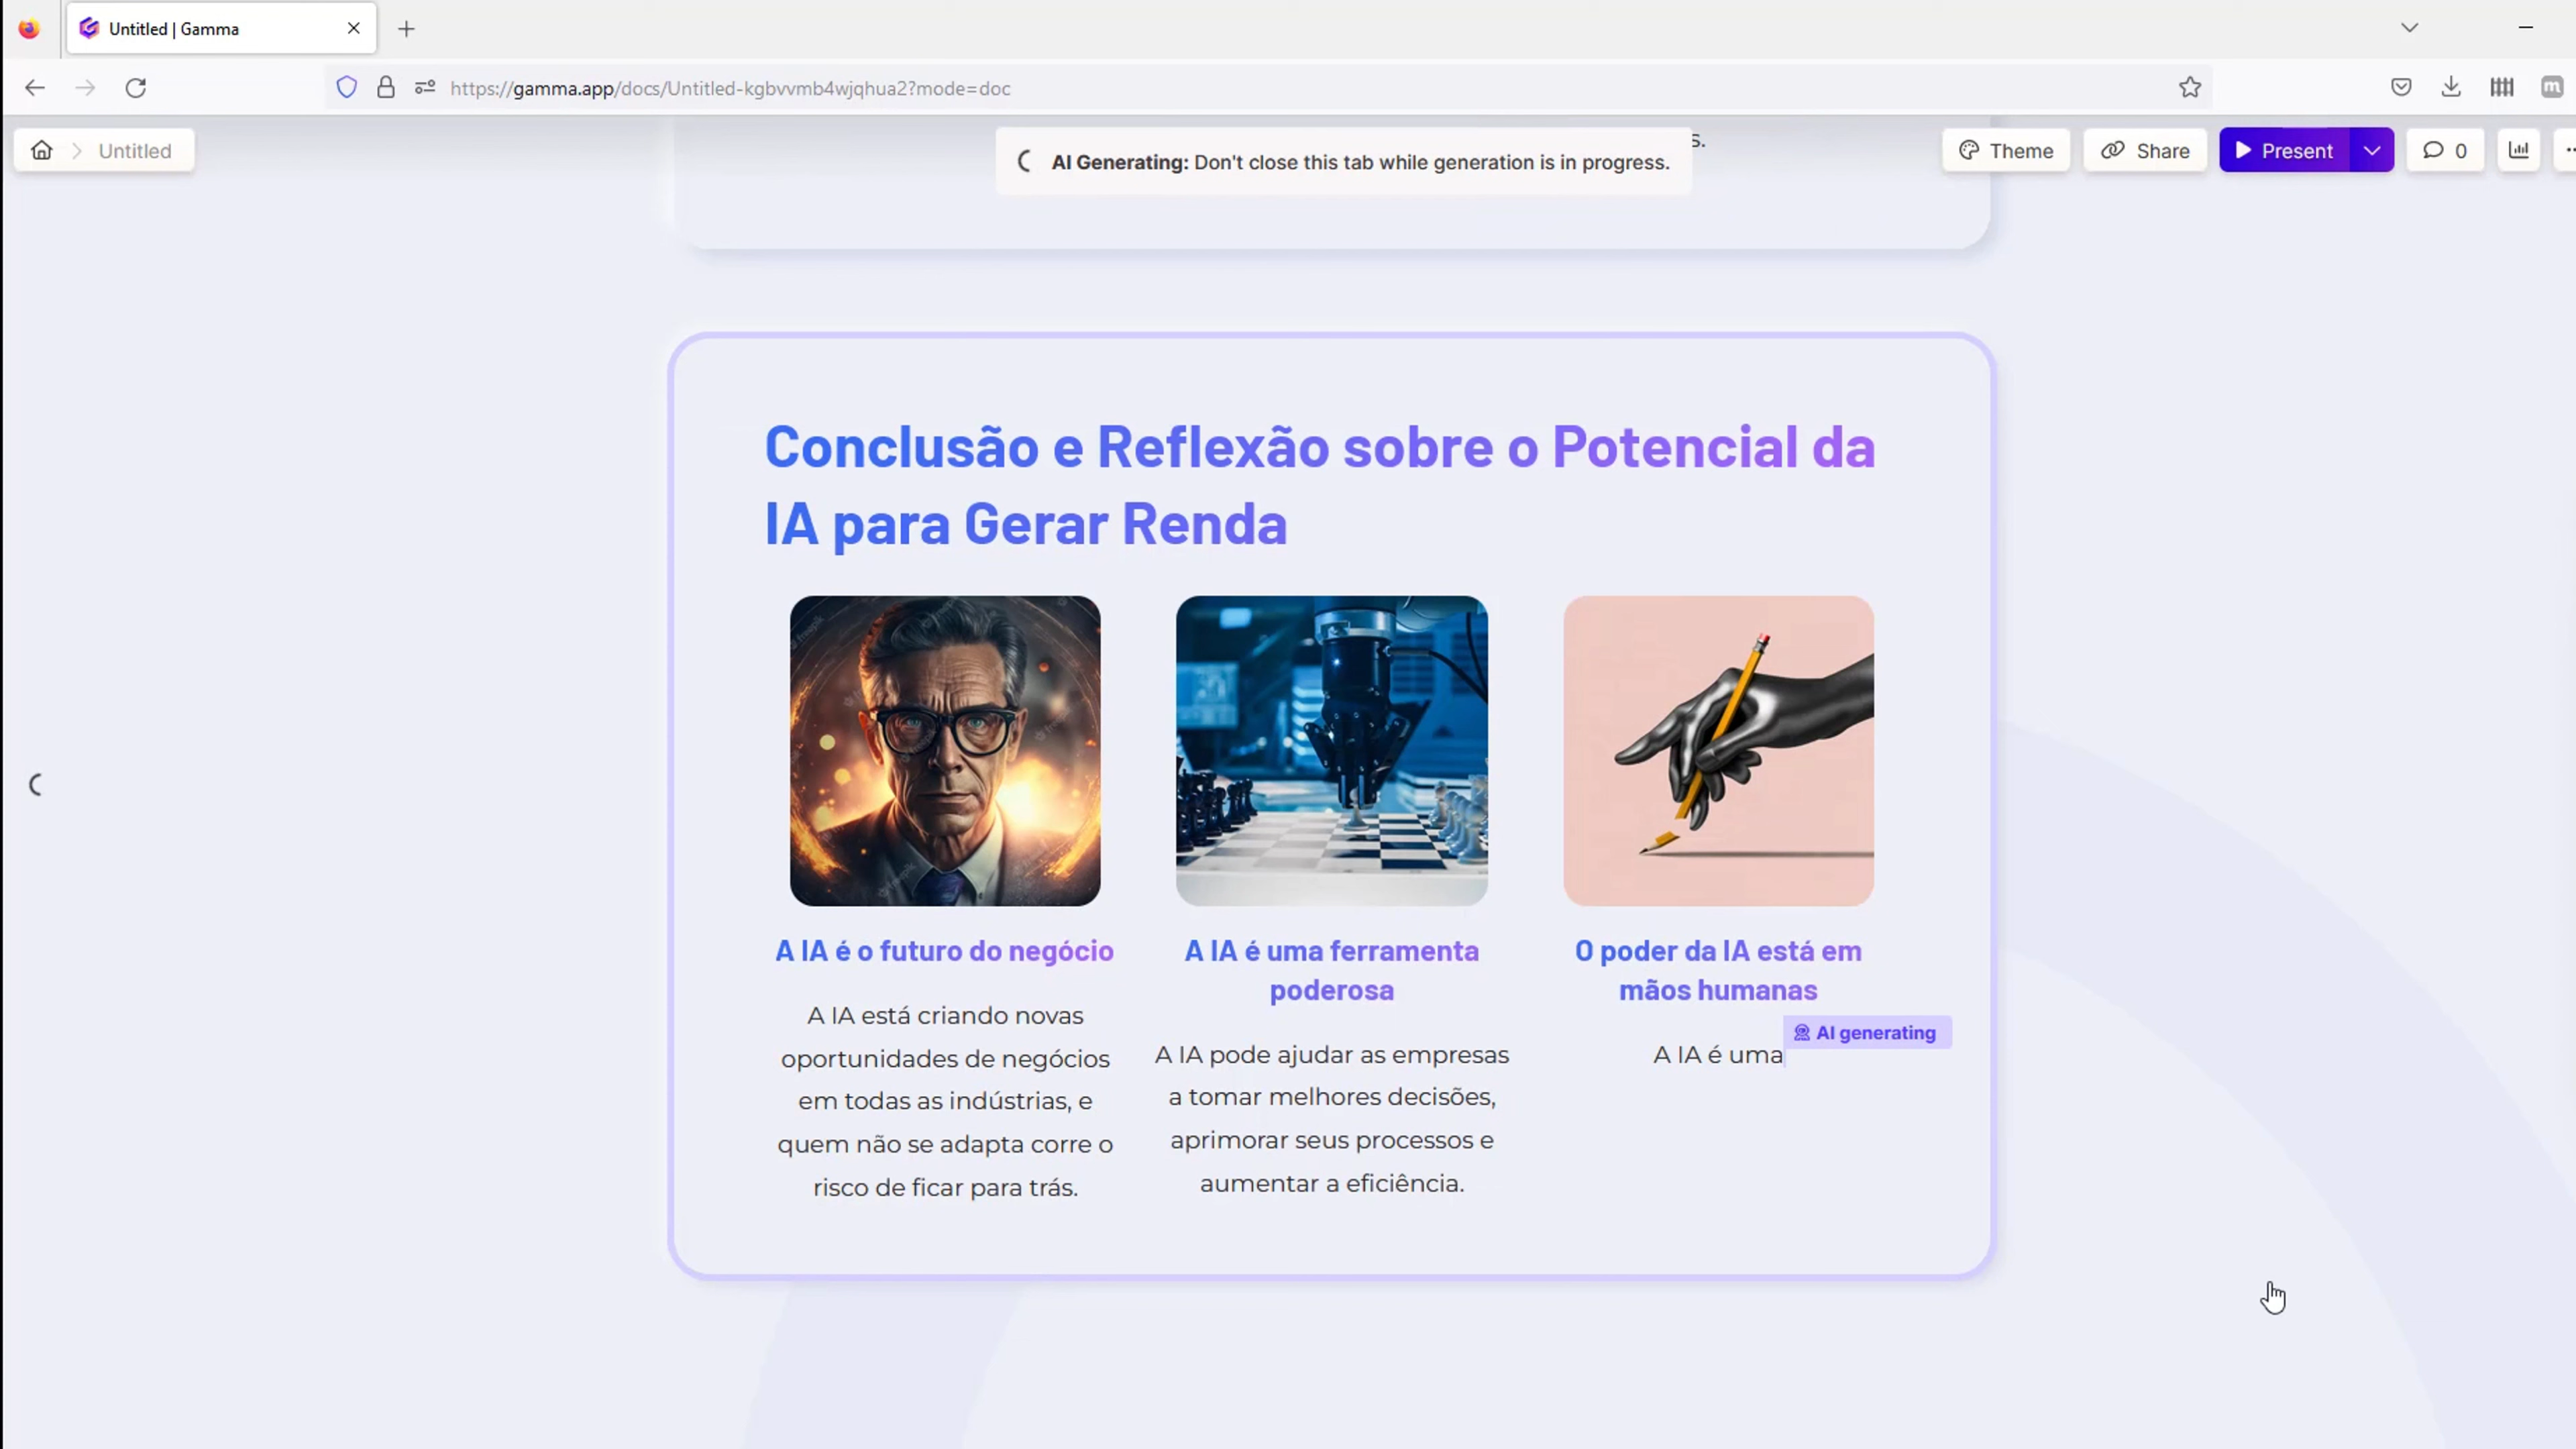 Untitled | Gamma
https://gamma.app/docs/Untitled-kgbvvmb4wjqhua2?mode=doc
Untitled
s.
AI Generating: Don't close this tab while generation is in progress.
Theme
Share
Present
0
Conclusão e Reflexão sobre o Potencial da
IA para Gerar Renda
A IA é o futuro do negócio
A IA está criando novas
oportunidades de negócios
em todas as indústrias, e
quem não se adapta corre o
risco de ficar para trás.
A IA é uma ferramenta
poderosa
A IA pode ajudar as empresas
a tomar melhores decisões,
aprimorar seus processos e
aumentar a eficiência.
O poder da IA está em
mãos humanas
AI generating
A IA é uma